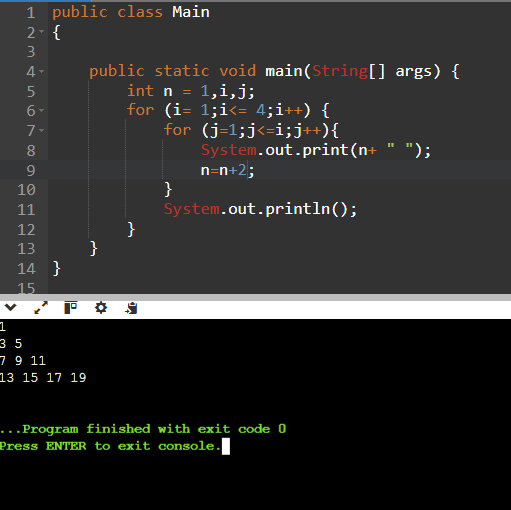 1 public class Main
2 {
3
4 public static void main(String[] args) {
5 int n = 1,i,j;
6 for (i= 1;i<= 4;i++) {
7 for (j=1;j<=i;j++){
8 System.out.print(n+ " ");
9 n=n+2;
10 }
11 System.out.println();
12 }
13 }
14 }
15
1
3 5
7 9 11
13 15 17 19
...Program finished with exit code 0
Press ENTER to exit console.